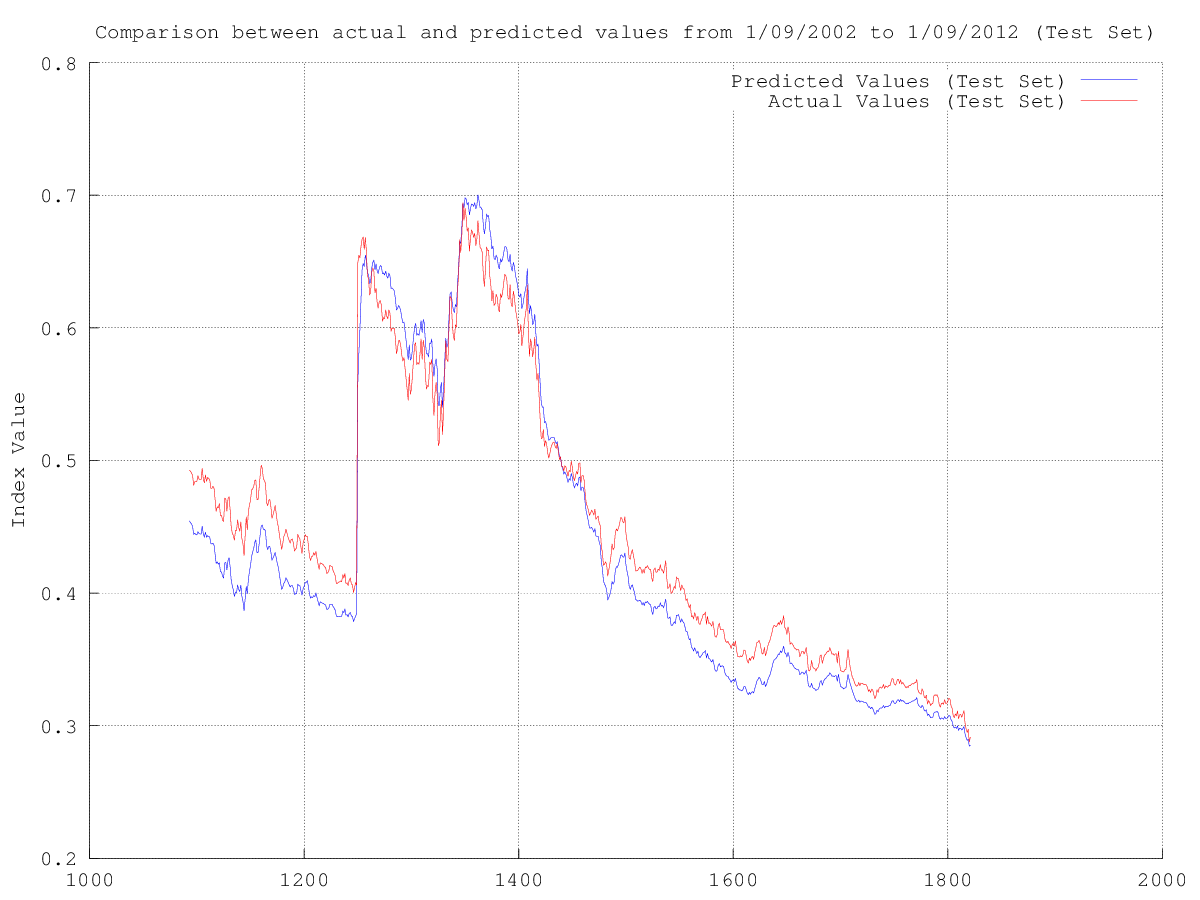 Comparison between actual and predicted values from 1/09/2002 to 1/09/2012 (Test Set)
0.8
Predicted Values (Test Set)
Actual Values (Test Set)
0.7
0.6
0.5
Index Value
0.4
0.3
0.2
1000 1200 1400 1600 1800 2000